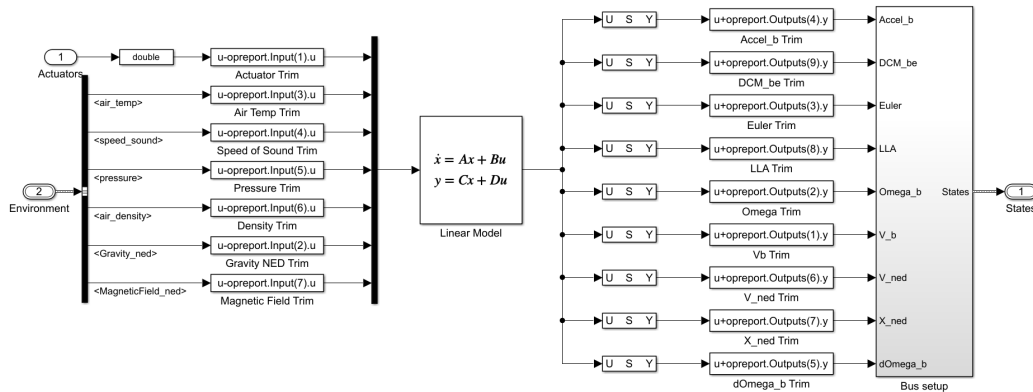 1
Actuators
double
u-opreport.Input(1).u
Actuator Trim
<air_temp>
u-opreport.Input(3).u
Air Temp Trim
<speed_sound>
u-opreport.Input(4).u
Speed of Sound Trim
<pressure>
u-opreport.Input(5).u
Pressure Trim
2
Environment
<air_density>
u-opreport.Input(6).u
Density Trim
<Gravity_ned>
u-opreport.Input(2).u
Gravity NED Trim
<MagneticField_ned>
u-opreport.Input(7).u
Magnetic Field Trim
ẋ = Ax + Bu
y = Cx + Du
Linear Model
U S Y
u+opreport.Outputs(4).y
Accel_b Trim
Accel_b
U S Y
u+opreport.Outputs(9).y
DCM_be Trim
DCM_be
U S Y
u+opreport.Outputs(3).y
Euler Trim
Euler
U S Y
u+opreport.Outputs(8).y
LLA Trim
LLA
U S Y
u+opreport.Outputs(2).y
Omega Trim
Omega_b
U S Y
u+opreport.Outputs(1).y
Vb Trim
V_b
U S Y
u+opreport.Outputs(6).y
V_ned Trim
V_ned
U S Y
u+opreport.Outputs(7).y
X_ned Trim
X_ned
U S Y
u+opreport.Outputs(5).y
dOmega_b Trim
dOmega_b
States
Bus setup
1
States